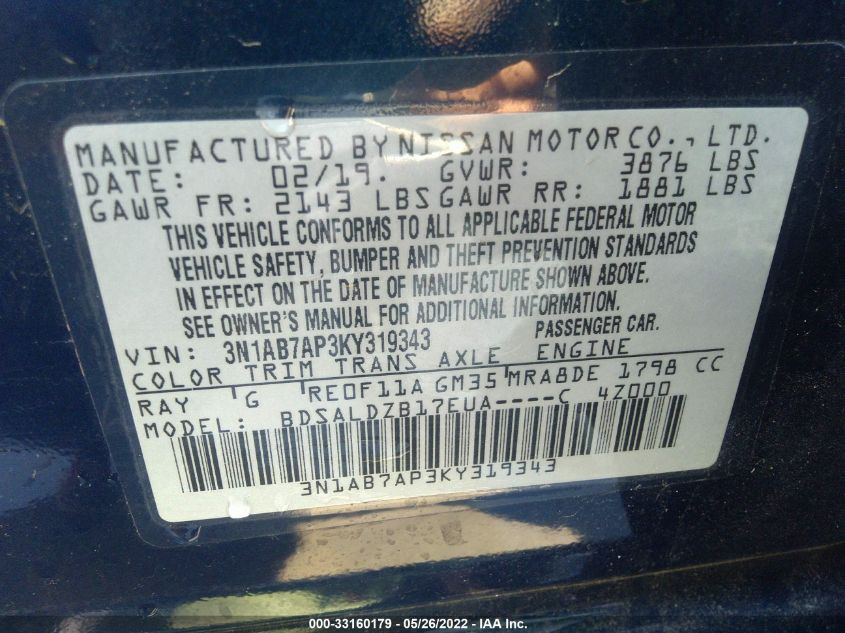 MANUFACTURED BY NISSAN MOTOR CO., LTD.
DATE: 02/19. GVWR: 3876 LBS
GAWR FR: 2143 LBS GAWR RR: 1881 LBS
THIS VEHICLE CONFORMS TO ALL APPLICABLE FEDERAL MOTOR
VEHICLE SAFETY, BUMPER AND THEFT PREVENTION STANDARDS
IN EFFECT ON THE DATE OF MANUFACTURE SHOWN ABOVE.
SEE OWNER'S MANUAL FOR ADDITIONAL INFORMATION.
VIN: 3N1AB7AP3KY319343 PASSENGER CAR.
COLOR TRIM TRANS AXLE ENGINE
RAY G RE0F11A GM35 MRA8DE 1798 CC
MODEL: BDSALDZB17EUA----C 4Z000
3N1AB7AP3KY319343
000-33160179 - 05/26/2022 - IAA Inc.